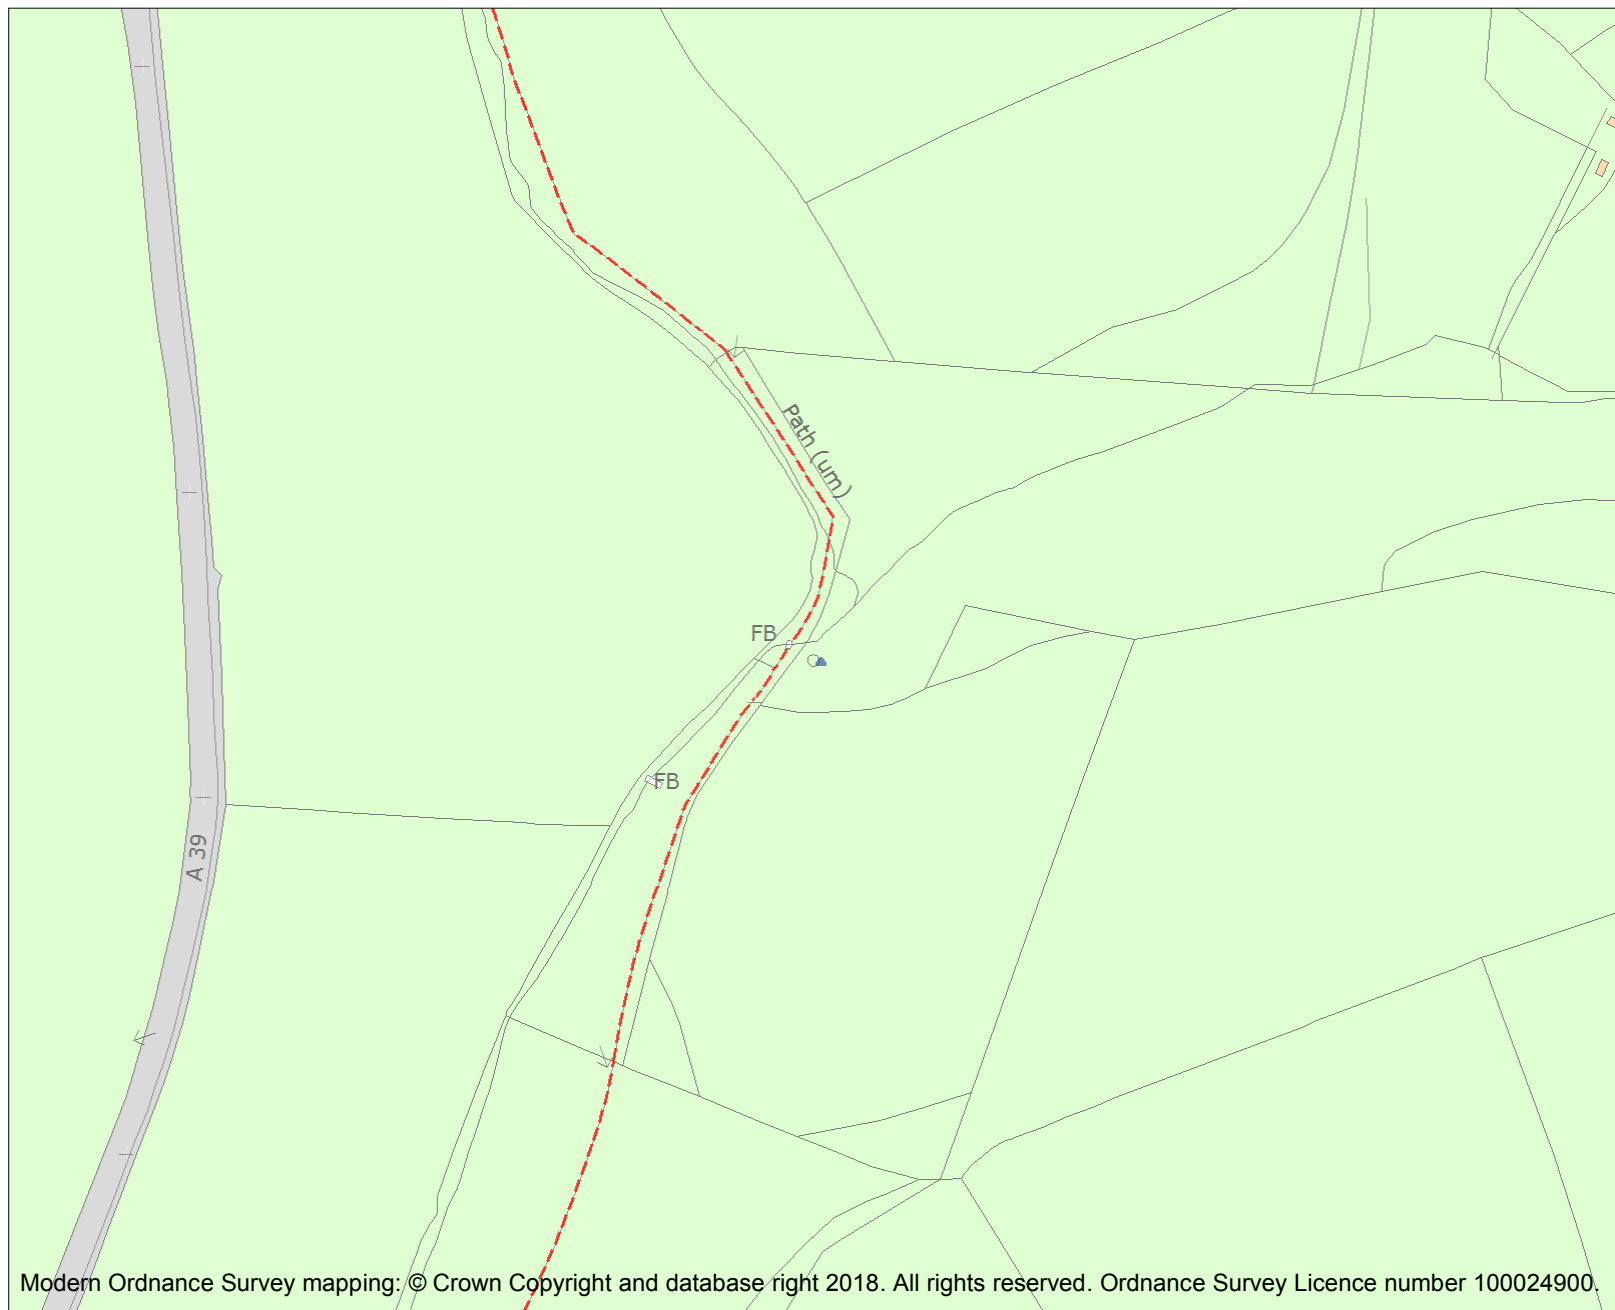 Path (um)
FB
FB
A 39
Modern Ordnance Survey mapping: © Crown Copyright and database right 2018. All rights reserved. Ordnance Survey Licence number 100024900.